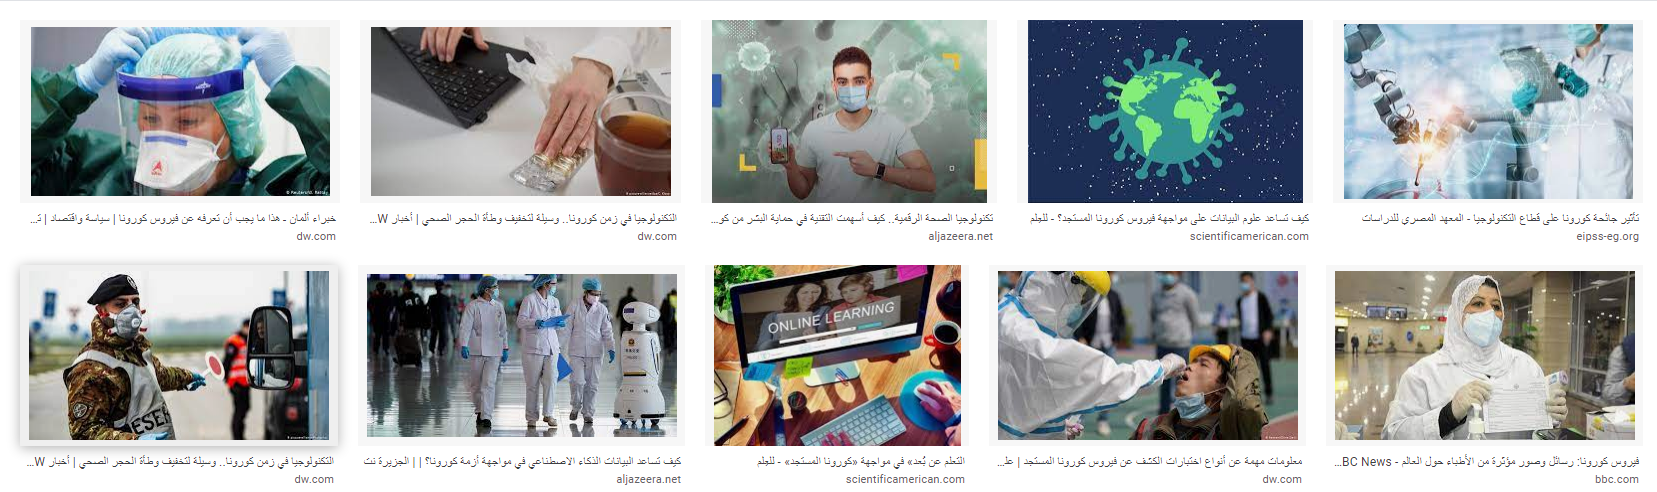 تأثير جائحة كورونا على قطاع التكنولوجيا - المعهد المصري للدراسات
eipss-eg.org
كيف تساعد علوم البيانات على مواجهة فيروس كورونا المستجد؟ - للعِلم
scientificamerican.com
تكنولوجيا الصحة الرقمية.. كيف أسهمت التقنية في حماية البشر من كو...
aljazeera.net
التكنولوجيا في زمن كورونا.. وسيلة لتخفيف وطأة الحجر الصحي | أخبار W...
dw.com
خبراء ألمان ـ هذا ما يجب أن تعرفه عن فيروس كورونا | سياسة واقتصاد | ت...
dw.com
ONLINE LEARNING
ESER
فيروس كورونا: رسائل وصور مؤثرة من الأطباء حول العالم - BC News...
bbc.com
معلومات مهمة عن أنواع اختبارات الكشف عن فيروس كورونا المستجد | عل...
dw.com
التعلم عن بُعد» في مواجهة «كورونا المستجد» - للعِلم
scientificamerican.com
كيف تساعد البيانات الذكاء الاصطناعي في مواجهة أزمة كورونا؟ | | الجزيرة نت
aljazeera.net
التكنولوجيا في زمن كورونا.. وسيلة لتخفيف وطأة الحجر الصحي | أخبار W...
dw.com